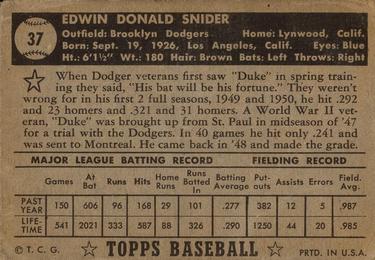 37
EDWIN DONALD SNIDER
Outfield: Brooklyn Dodgers Home: Lynwood, Calif.
Born: Sept. 19, 1926, Los Angeles, Calif. Eyes: Blue
Ht.: 6'1½" Wt.: 180 Hair: Brown Bats: Left Throws: Right
When Dodger veterans first saw "Duke" in spring train-
ing they said, "His bat will be his fortune." They weren't
wrong for in his first 2 full seasons, 1949 and 1950, he hit .292
and 23 homers and .321 and 31 homers. A World War II vet-
eran, "Duke" was brought up from St. Paul in midseason of '47
for a trial with the Dodgers. In 40 games he hit only .241 and
was sent to Montreal. He came back in '48 and made the grade.
MAJOR LEAGUE BATTING RECORD FIELDING RECORD
Games At Bat Runs Hits Home Runs Runs Batted In Batting Average Put-outs Assists Errors Field. Avg.
PAST YEAR 150 606 96 168 29 101 .277 382 12 5 .987
LIFE-TIME 541 2021 333 587 88 326 .290 1250 44 20 .985
© T. C. G. TOPPS BASEBALL PRTD. IN U.S.A.